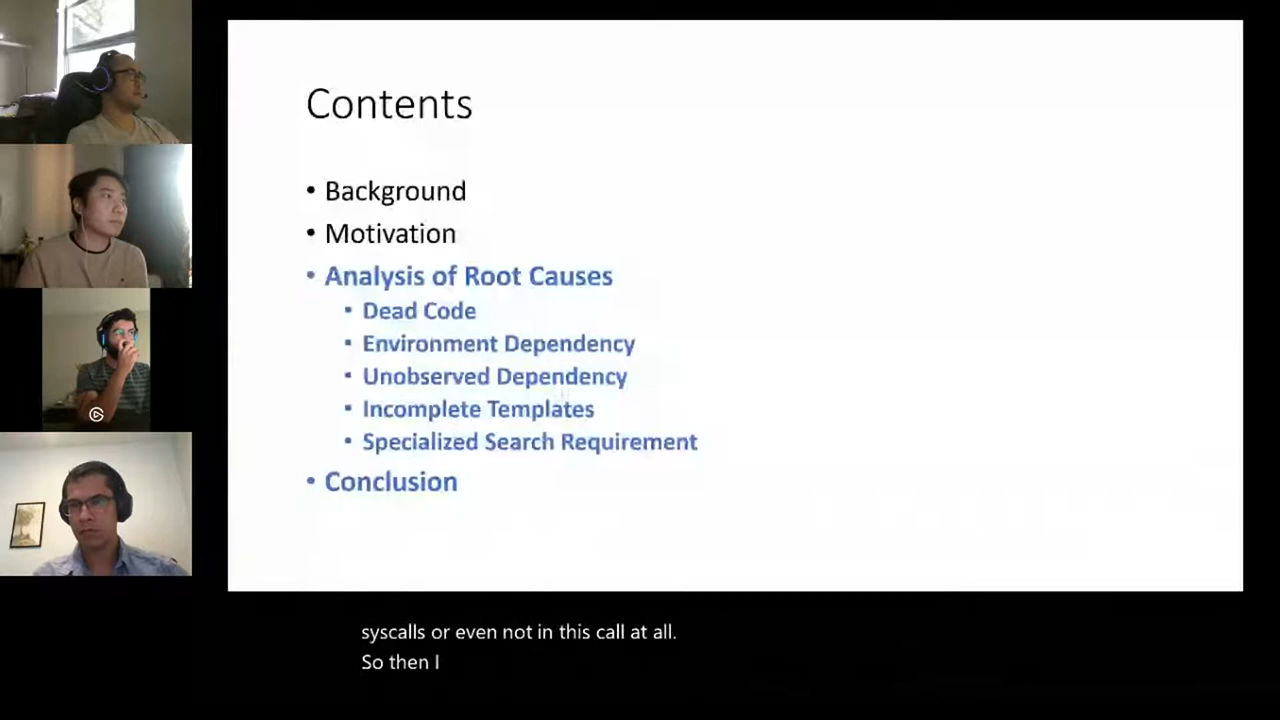 Contents
• Background
• Motivation
• Analysis of Root Causes
▪ Dead Code
▪ Environment Dependency
▪ Unobserved Dependency
▪ Incomplete Templates
▪ Specialized Search Requirement
• Conclusion
syscalls or even not in this call at all.
So then I